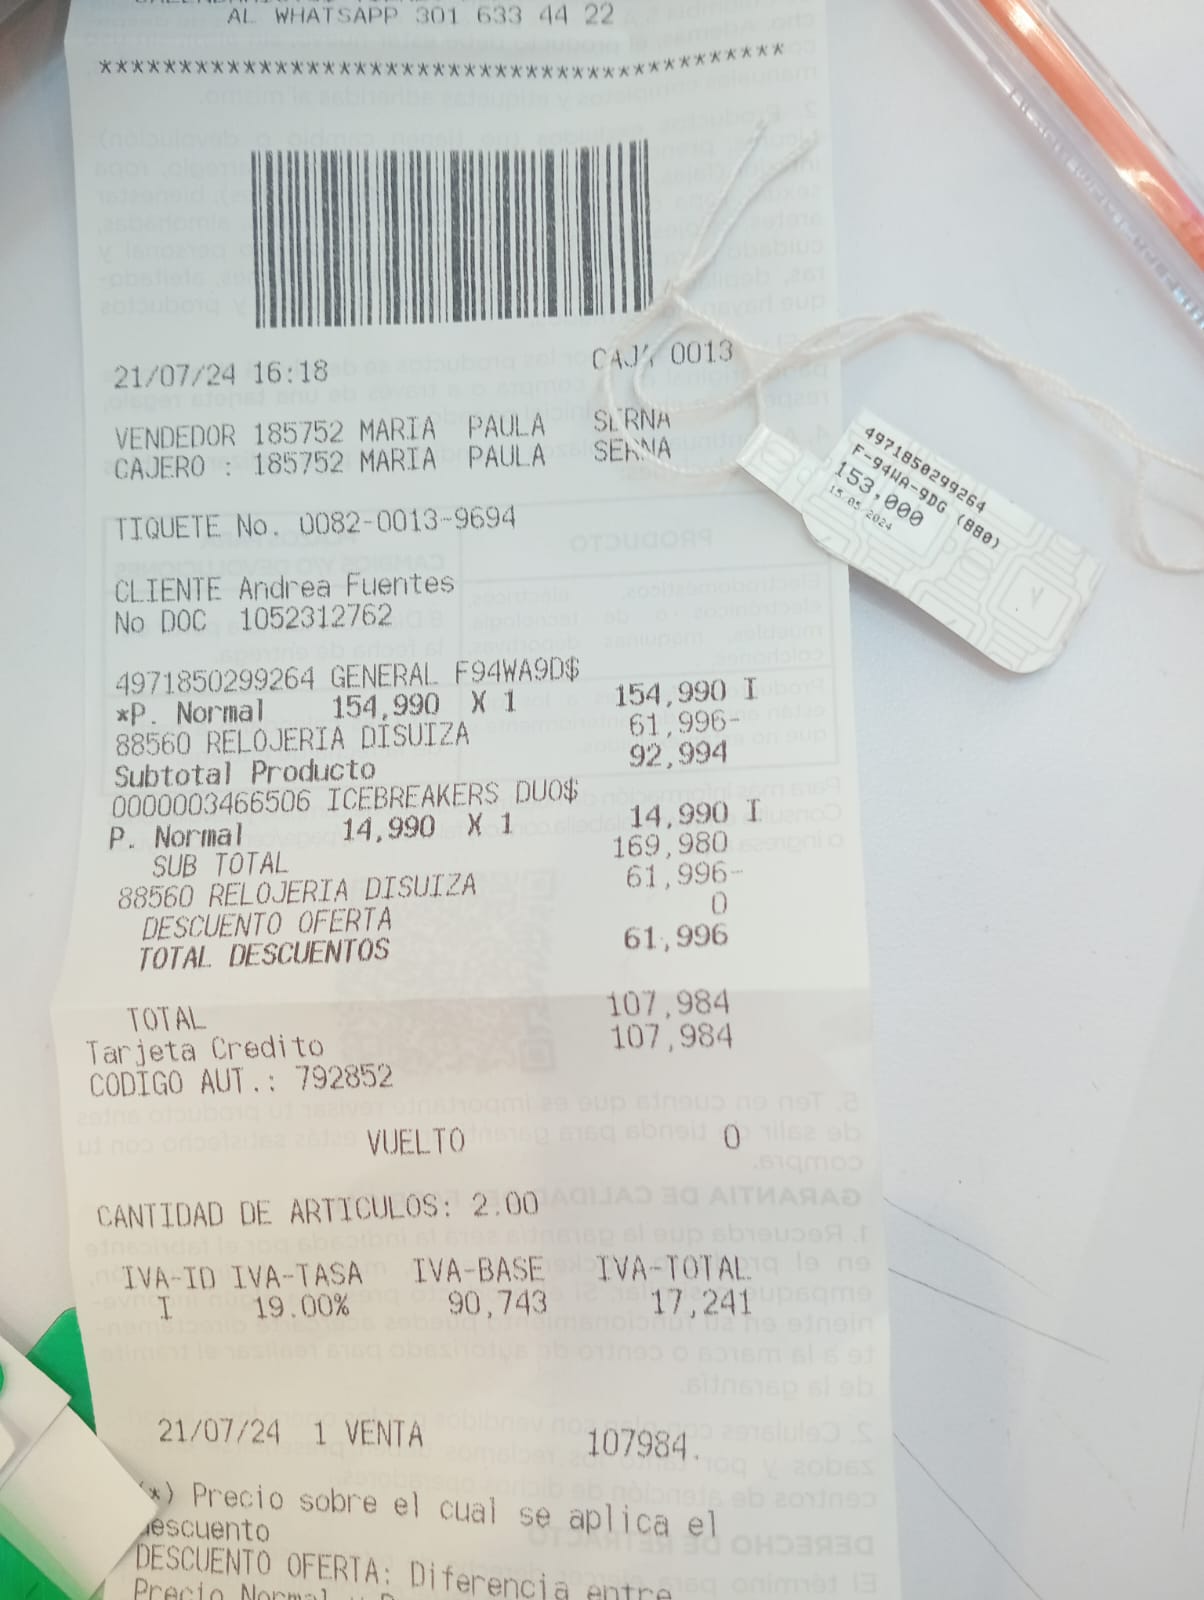 AL WHATSAPP 301 633 44 22
*******************************************
21/07/24 16:18 CAJA 0013
VENDEDOR 185752 MARIA PAULA SERNA
CAJERO : 185752 MARIA PAULA SERNA
TIQUETE No. 0082-0013-9694
CLIENTE Andrea Fuentes
No DOC 1052312762
4971850299264 GENERAL F94WA9D$
*P. Normal 154,990 X 1 154,990 I
88560 RELOJERIA DISUIZA 61,996-
Subtotal Producto 92,994
0000003466506 ICEBREAKERS DUO$
P. Normal 14,990 X 1 14,990 I
SUB TOTAL 169,980
88560 RELOJERIA DISUIZA 61,996-
DESCUENTO OFERTA 0
TOTAL DESCUENTOS 61,996
TOTAL 107,984
Tarjeta Credito 107,984
CODIGO AUT.: 792852
VUELTO 0
CANTIDAD DE ARTICULOS: 2.00
IVA-ID IVA-TASA IVA-BASE IVA-TOTAL
I 19.00% 90,743 17,241
21/07/24 1 VENTA 107984.
(*) Precio sobre el cual se aplica el
descuento
DESCUENTO OFERTA: Diferencia entre
Precio Normal
4971850299264
F-94WA-9DG (880)
153,000
15-05-2024